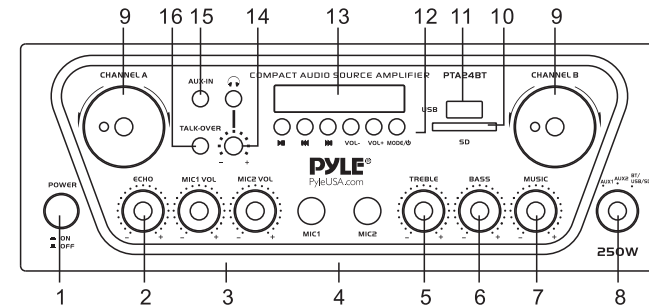 9 16 15 14 13 12 11 10 9
CHANNEL A
AUX-IN
COMPACT AUDIO SOURCE AMPLIFIER PTA24BT
CHANNEL B
USB
SD
TALK-OVER
VOL- VOL+ MODE/
- +
PYLE®
PyleUSA.com
POWER
ECHO MIC1 VOL MIC2 VOL
TREBLE BASS MUSIC
AUX1 AUX2 BT/
USB/SD
- + - + - +
MIC1 MIC2
- + - + - +
ON
OFF
250W
1 2 3 4 5 6 7 8